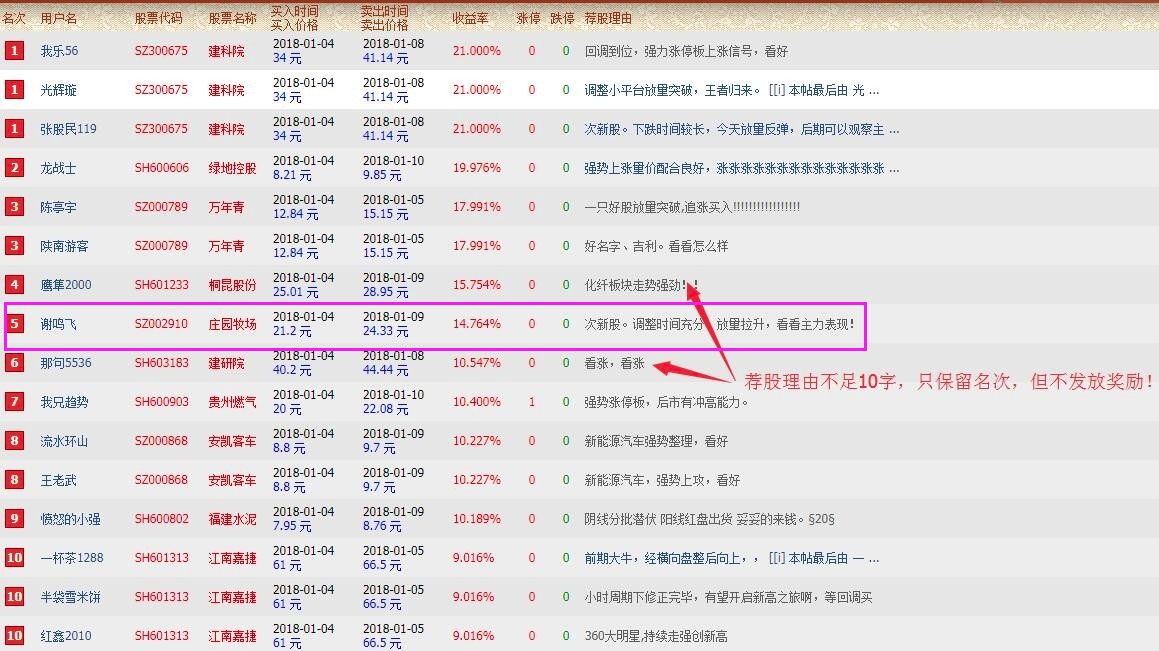 名次 用户名 股票代码 股票名称 买入时间 卖出时间 收益率 涨停 跌停 荐股理由
买入价格 卖出价格
1 我乐56 SZ300675 建科院 2018-01-04 2018-01-08 21.000% 0 0 回调到位，强力涨停板上涨信号，看好
34 元 41.14 元
1 光辉璇 SZ300675 建科院 2018-01-04 2018-01-08 21.000% 0 0 调整小平台放量突破，王者归来。 [[i] 本帖最后由 光 ...
34 元 41.14 元
1 张股民119 SZ300675 建科院 2018-01-04 2018-01-08 21.000% 0 0 次新股。下跌时间较长，今天放量反弹，后期可以观察主 ...
34 元 41.14 元
2 龙战士 SH600606 绿地控股 2018-01-04 2018-01-10 19.976% 0 0 强势上涨量价配合良好，涨涨涨涨涨涨涨涨涨涨涨涨涨涨 ...
8.21 元 9.85 元
3 陈亭宇 SZ000789 万年青 2018-01-04 2018-01-05 17.991% 0 0 一只好股放量突破,追涨买入!!!!!!!!!!!!!!!!!
12.84 元 15.15 元
3 陕南游客 SZ000789 万年青 2018-01-04 2018-01-05 17.991% 0 0 好名字、吉利。看看怎么样
12.84 元 15.15 元
4 鹰隼2000 SH601233 桐昆股份 2018-01-04 2018-01-09 15.754% 0 0 化纤板块走势强劲！！
25.01 元 28.95 元
5 谢鸣飞 SZ002910 庄园牧场 2018-01-04 2018-01-09 14.764% 0 0 次新股。调整时间充分，放量拉升，看看主力表现！
21.2 元 24.33 元
6 那句5536 SH603183 建研院 2018-01-04 2018-01-08 10.547% 0 0 看涨，看涨
40.2 元 44.44 元
荐股理由不足10字，只保留名次，但不发放奖励！
7 我兄趋势 SH600903 贵州燃气 2018-01-04 2018-01-10 10.400% 1 0 强势涨停板，后市有冲高能力。
20 元 22.08 元
8 流水环山 SZ000868 安凯客车 2018-01-04 2018-01-09 10.227% 0 0 新能源汽车强势整理，看好
8.8 元 9.7 元
8 王老武 SZ000868 安凯客车 2018-01-04 2018-01-09 10.227% 0 0 新能源汽车，强势上攻，看好
8.8 元 9.7 元
9 愤怒的小强 SH600802 福建水泥 2018-01-04 2018-01-09 10.189% 0 0 阴线分批潜伏 阳线红盘出货 妥妥的来钱。§20§
7.95 元 8.76 元
10 一杯茶1288 SH601313 江南嘉捷 2018-01-04 2018-01-05 9.016% 0 0 前期大牛，经横向盘整后向上，， [[i] 本帖最后由 一 ...
61 元 66.5 元
10 半袋雪米饼 SH601313 江南嘉捷 2018-01-04 2018-01-05 9.016% 0 0 小时周期下修正完毕，有望开启新高之旅啊，等回调买
61 元 66.5 元
10 红鑫2010 SH601313 江南嘉捷 2018-01-04 2018-01-05 9.016% 0 0 360大明星,持续走强创新高
61 元 66.5 元